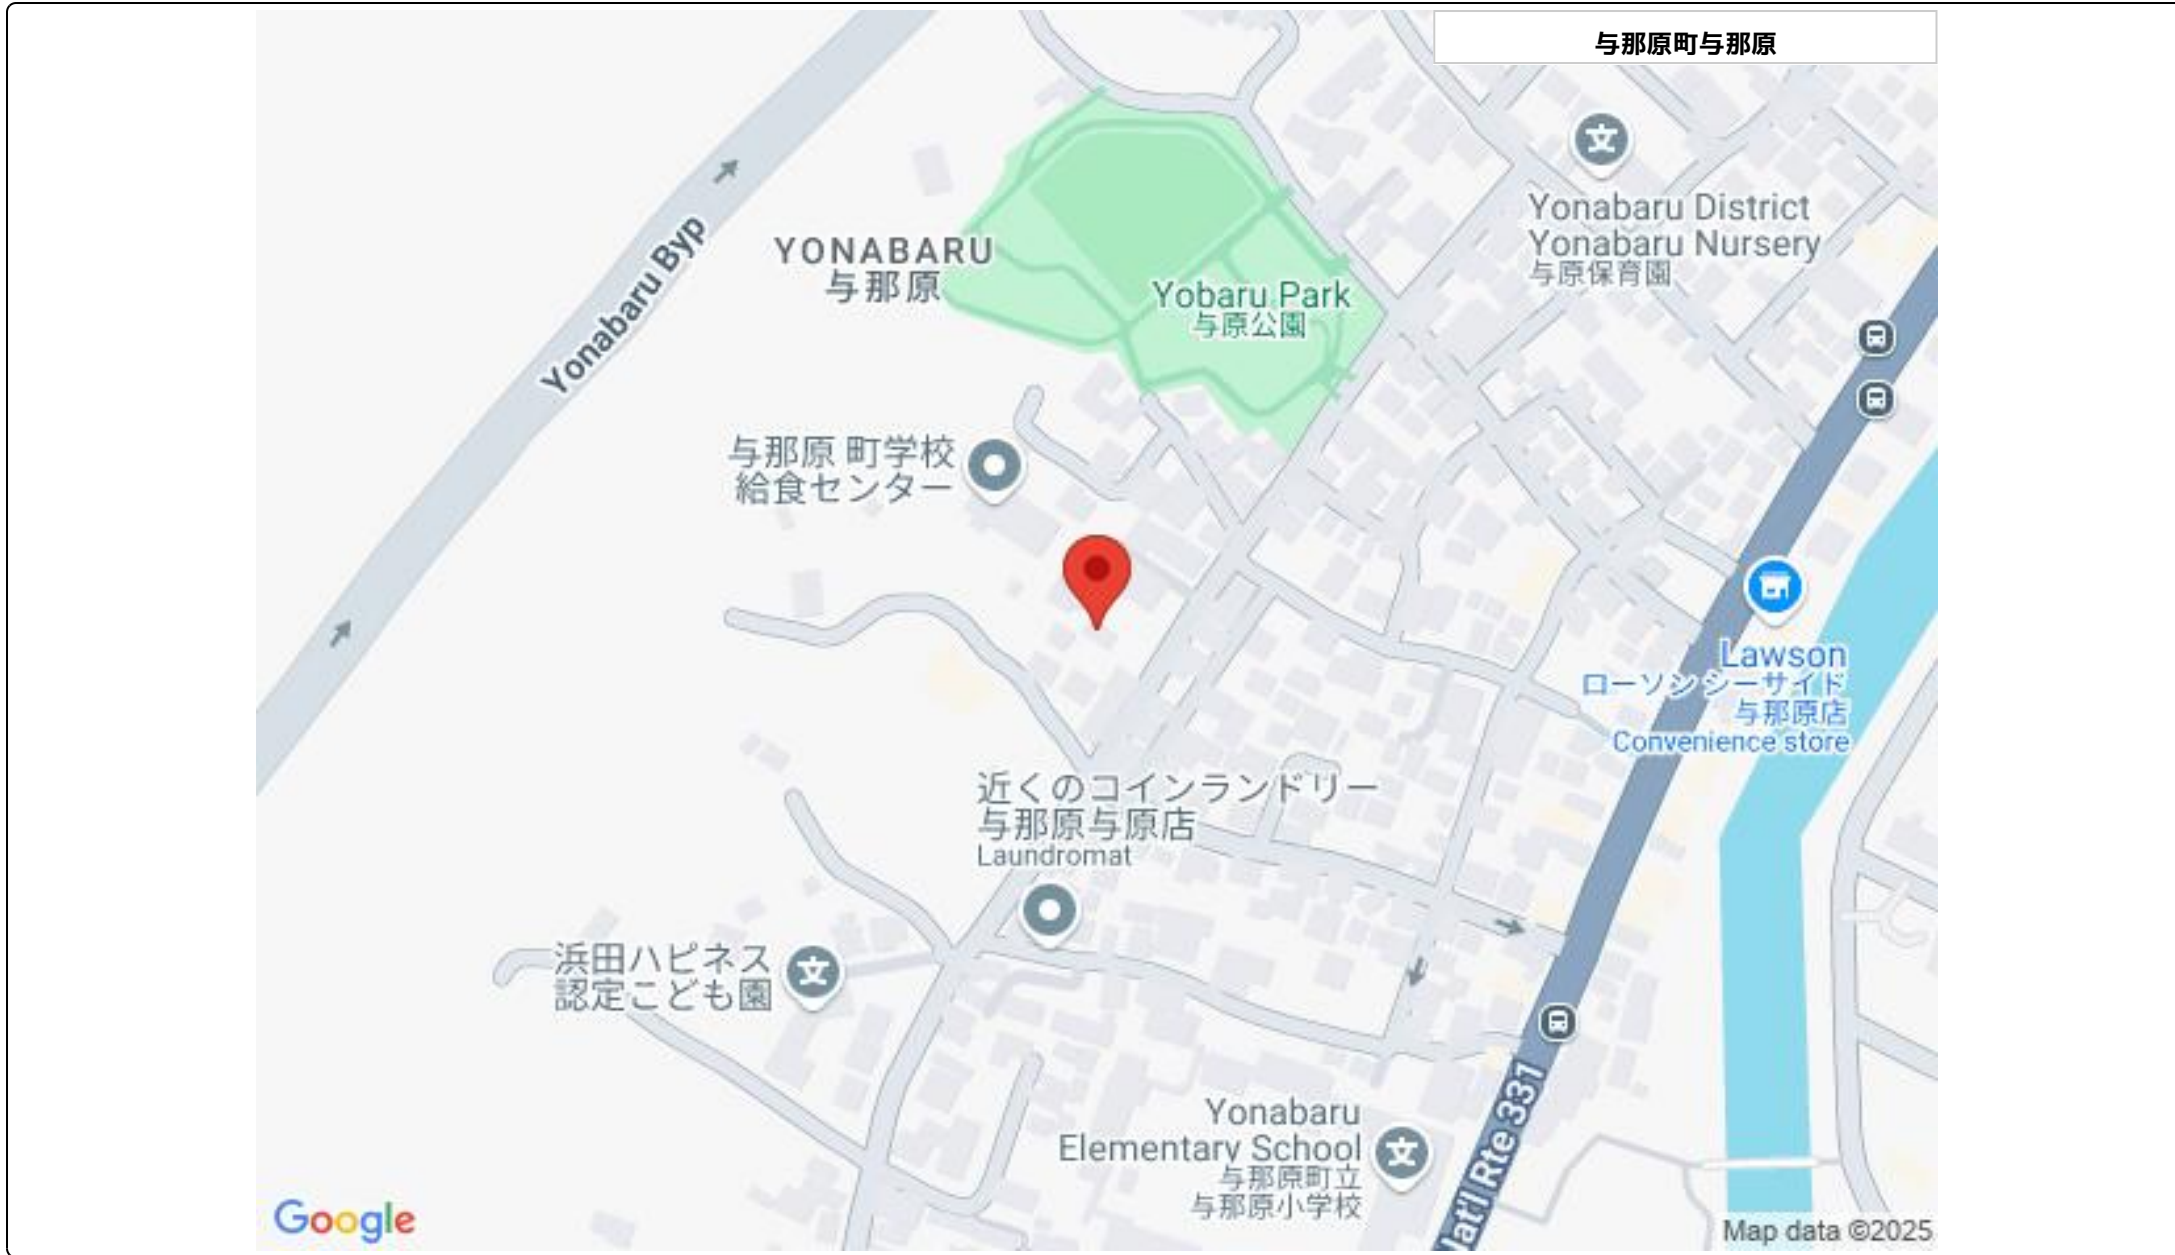 与那原町与那原
Yonabaru District
Yonabaru Nursery
与原保育園
YONABARU
与那原
Yonabaru Byp
Yobaru Park
与原公園
与那原 町学校
給食センター
Lawson
ローソン シーサイド
与那原店
Convenience store
近くのコインランドリー
与那原与原店
Laundromat
浜田ハピネス
認定こども園
Yonabaru
Elementary School
与那原町立
与那原小学校
Nat'l Rte 331
Google
Map data ©2025